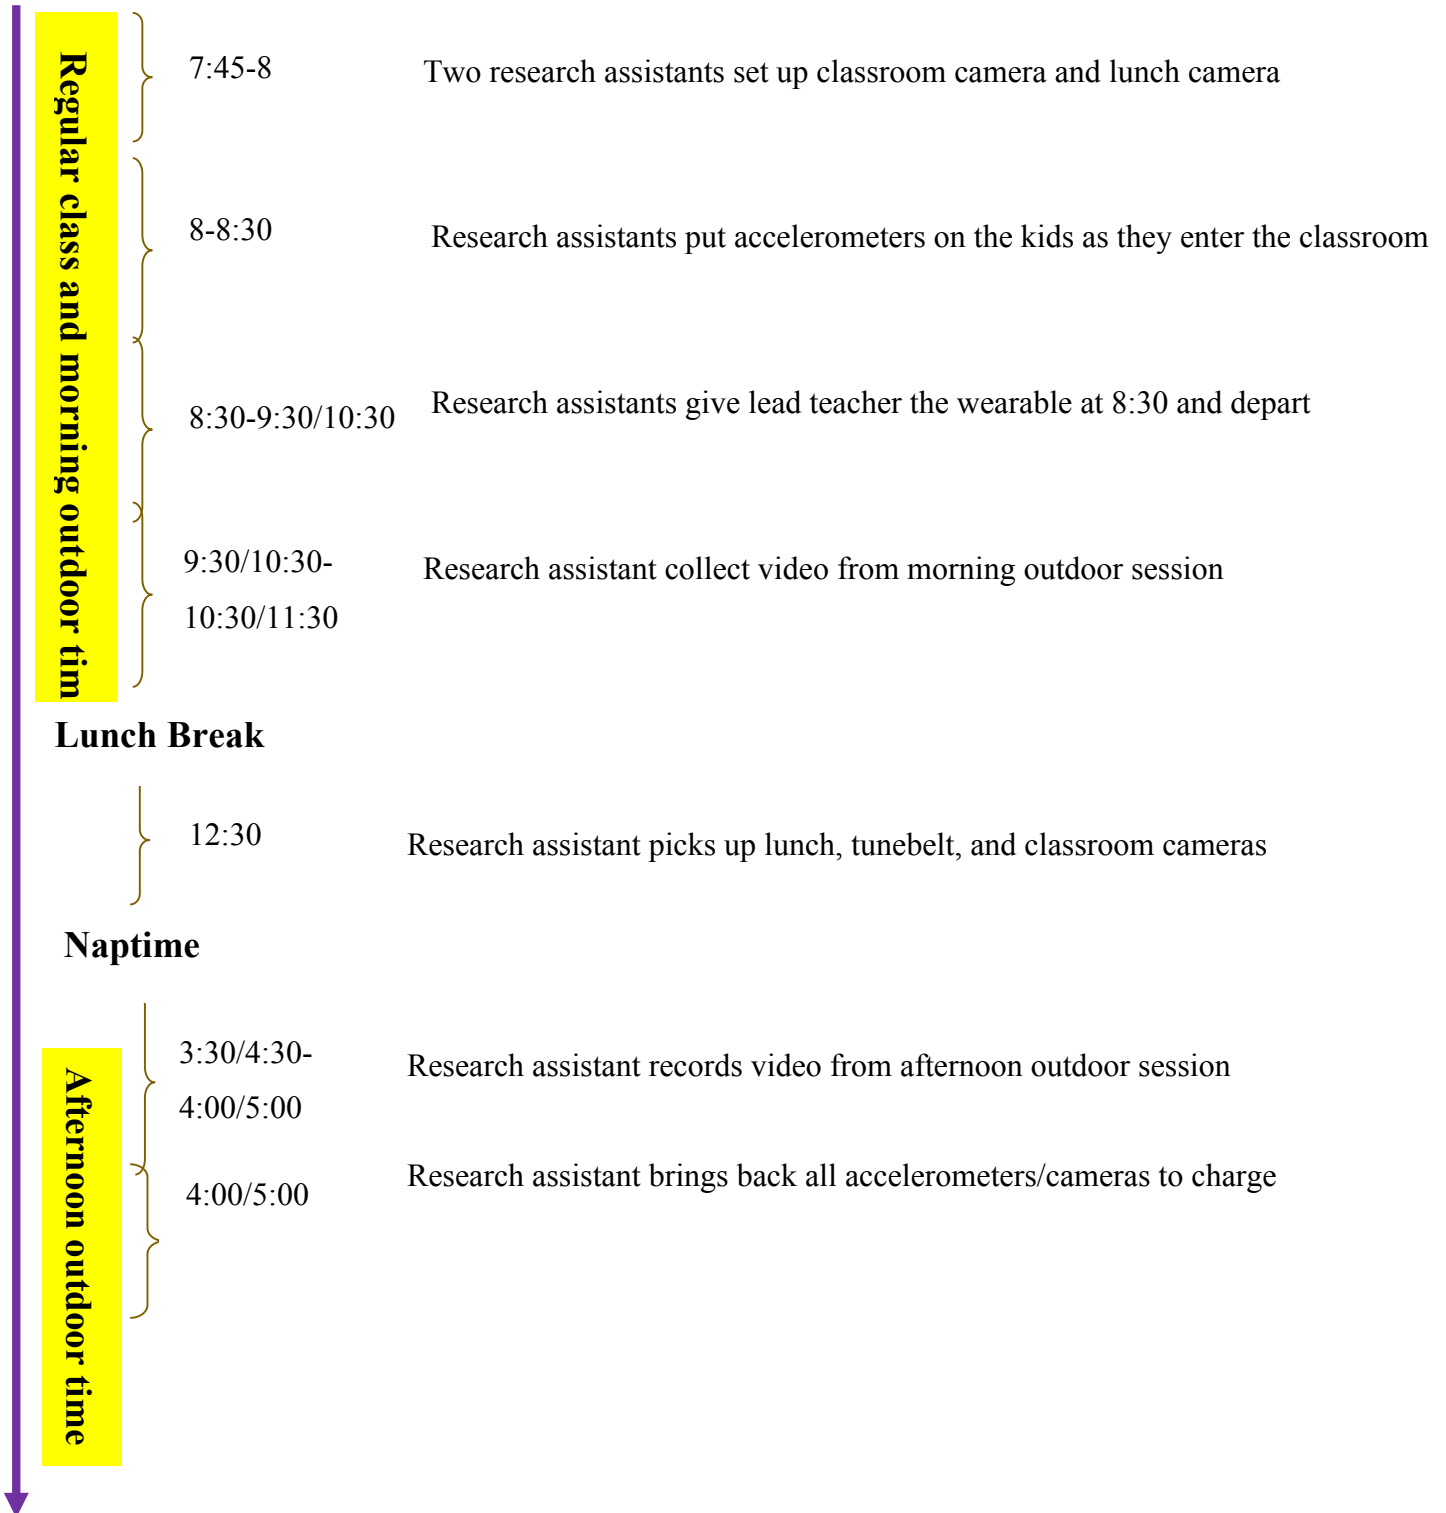 Regular class and morning outdoor tim
7:45-8
Two research assistants set up classroom camera and lunch camera
8-8:30
Research assistants put accelerometers on the kids as they enter the classroom
8:30-9:30/10:30
Research assistants give lead teacher the wearable at 8:30 and depart
9:30/10:30-
10:30/11:30
Research assistant collect video from morning outdoor session
Lunch Break
12:30
Research assistant picks up lunch, tunebelt, and classroom cameras
Naptime
Afternoon outdoor time
3:30/4:30-
4:00/5:00
Research assistant records video from afternoon outdoor session
4:00/5:00
Research assistant brings back all accelerometers/cameras to charge